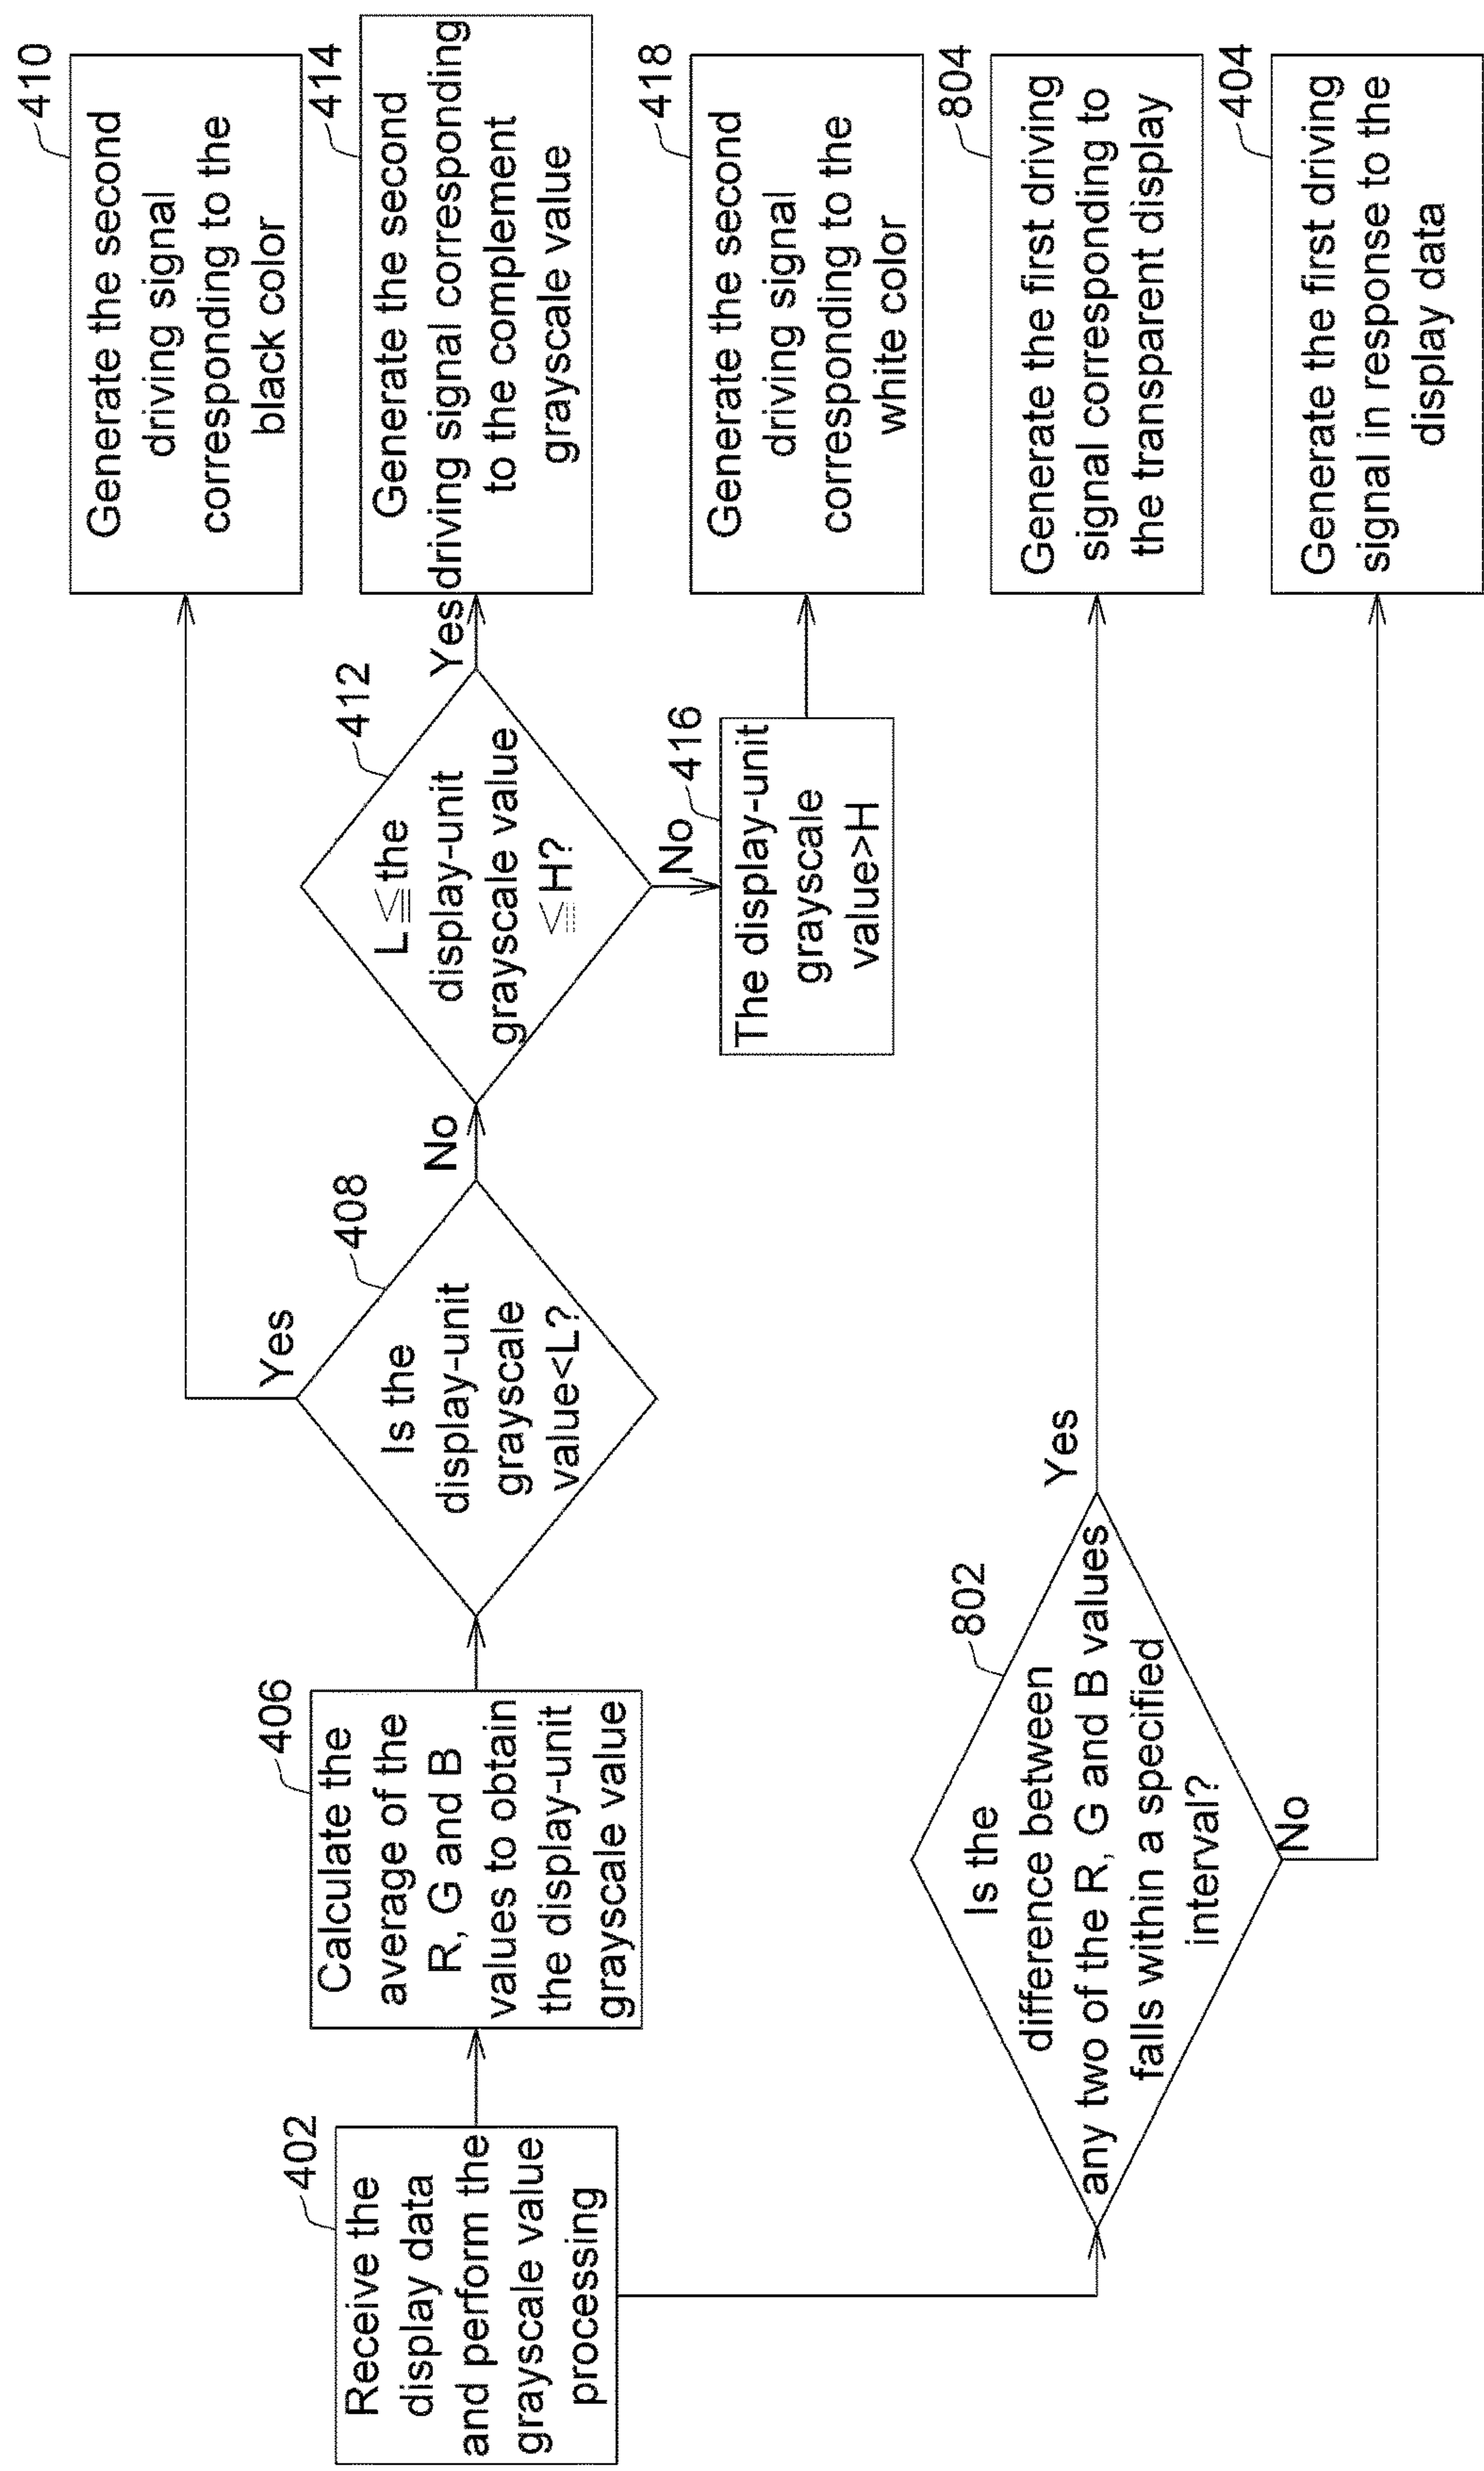 402
Receive the
display data
and perform the
grayscale value
processing
406
Calculate the
average of the
R, G and B
values to obtain
the display-unit
grayscale value
408
Is the
display-unit
grayscale
value<L?
Yes
No
410
Generate the second
driving signal
corresponding to the
black color
412
L≦the
display-unit
grayscale value
≦H?
Yes
No
414
Generate the second
driving signal corresponding
to the complement
grayscale value
416
The display-unit
grayscale
value>H
418
Generate the second
driving signal
corresponding to the
white color
802
Is the
difference between
any two of the R, G and B values
falls within a specified
interval?
Yes
No
804
Generate the first driving
signal corresponding to
the transparent display
404
Generate the first driving
signal in response to the
display data